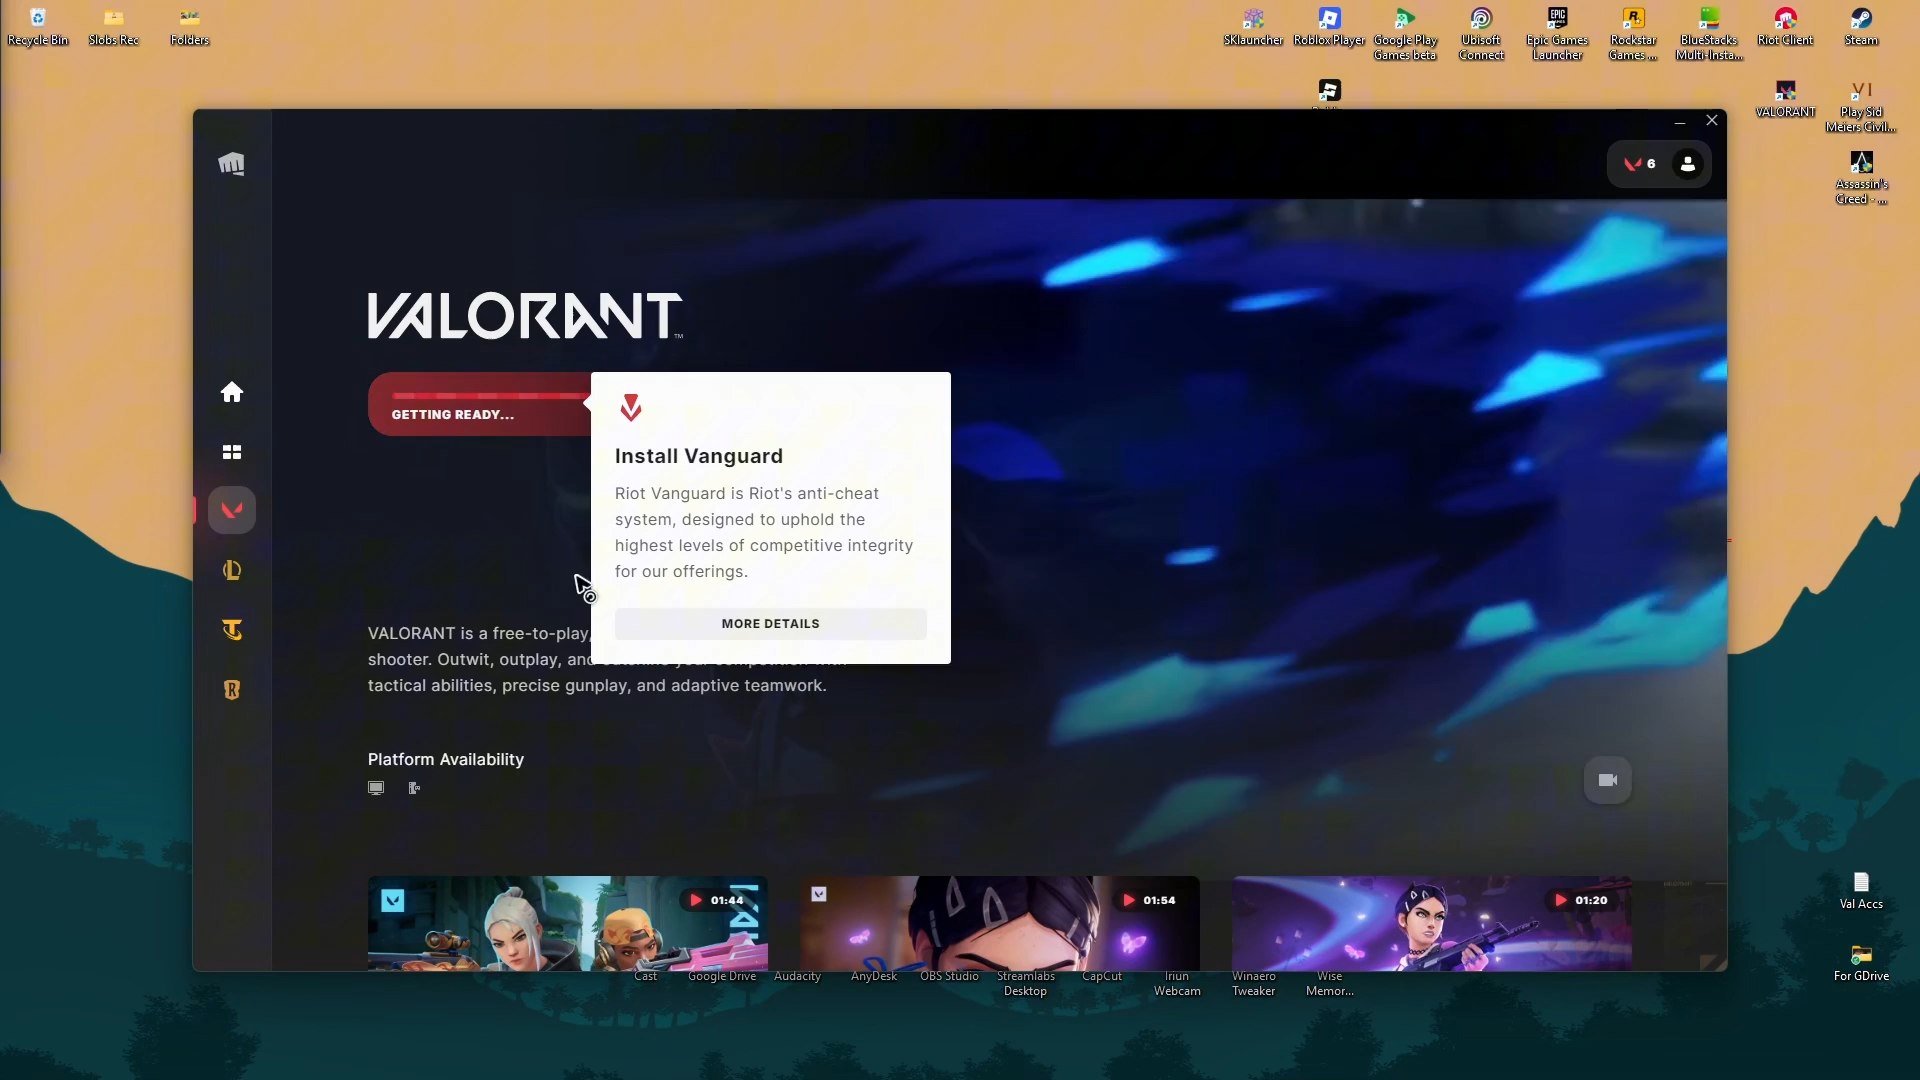 Recycle Bin
Slobs Rec
Folders
SKlauncher
Roblox Player
Google Play
Games beta
Ubisoft
Connect
Epic Games
Launcher
Rockstar
Games ...
BlueStacks
Multi-Insta...
Riot Client
Steam
VALORANT
Play Sid
Meiers Civil...
Assassin's
Creed - ...
6
VALORANT™
GETTING READY...
Install Vanguard
Riot Vanguard is Riot's anti-cheat
system, designed to uphold the
highest levels of competitive integrity
for our offerings.
MORE DETAILS
VALORANT is a free-to-play,
shooter. Outwit, outplay, and
tactical abilities, precise gunplay, and adaptive teamwork.
Platform Availability
01:44
01:54
01:20
Val Accs
For GDrive
Cast
Google Drive
Audacity
AnyDesk
OBS Studio
Streamlabs
Desktop
CapCut
Iriun
Webcam
Winaero
Tweaker
Wise
Memor...